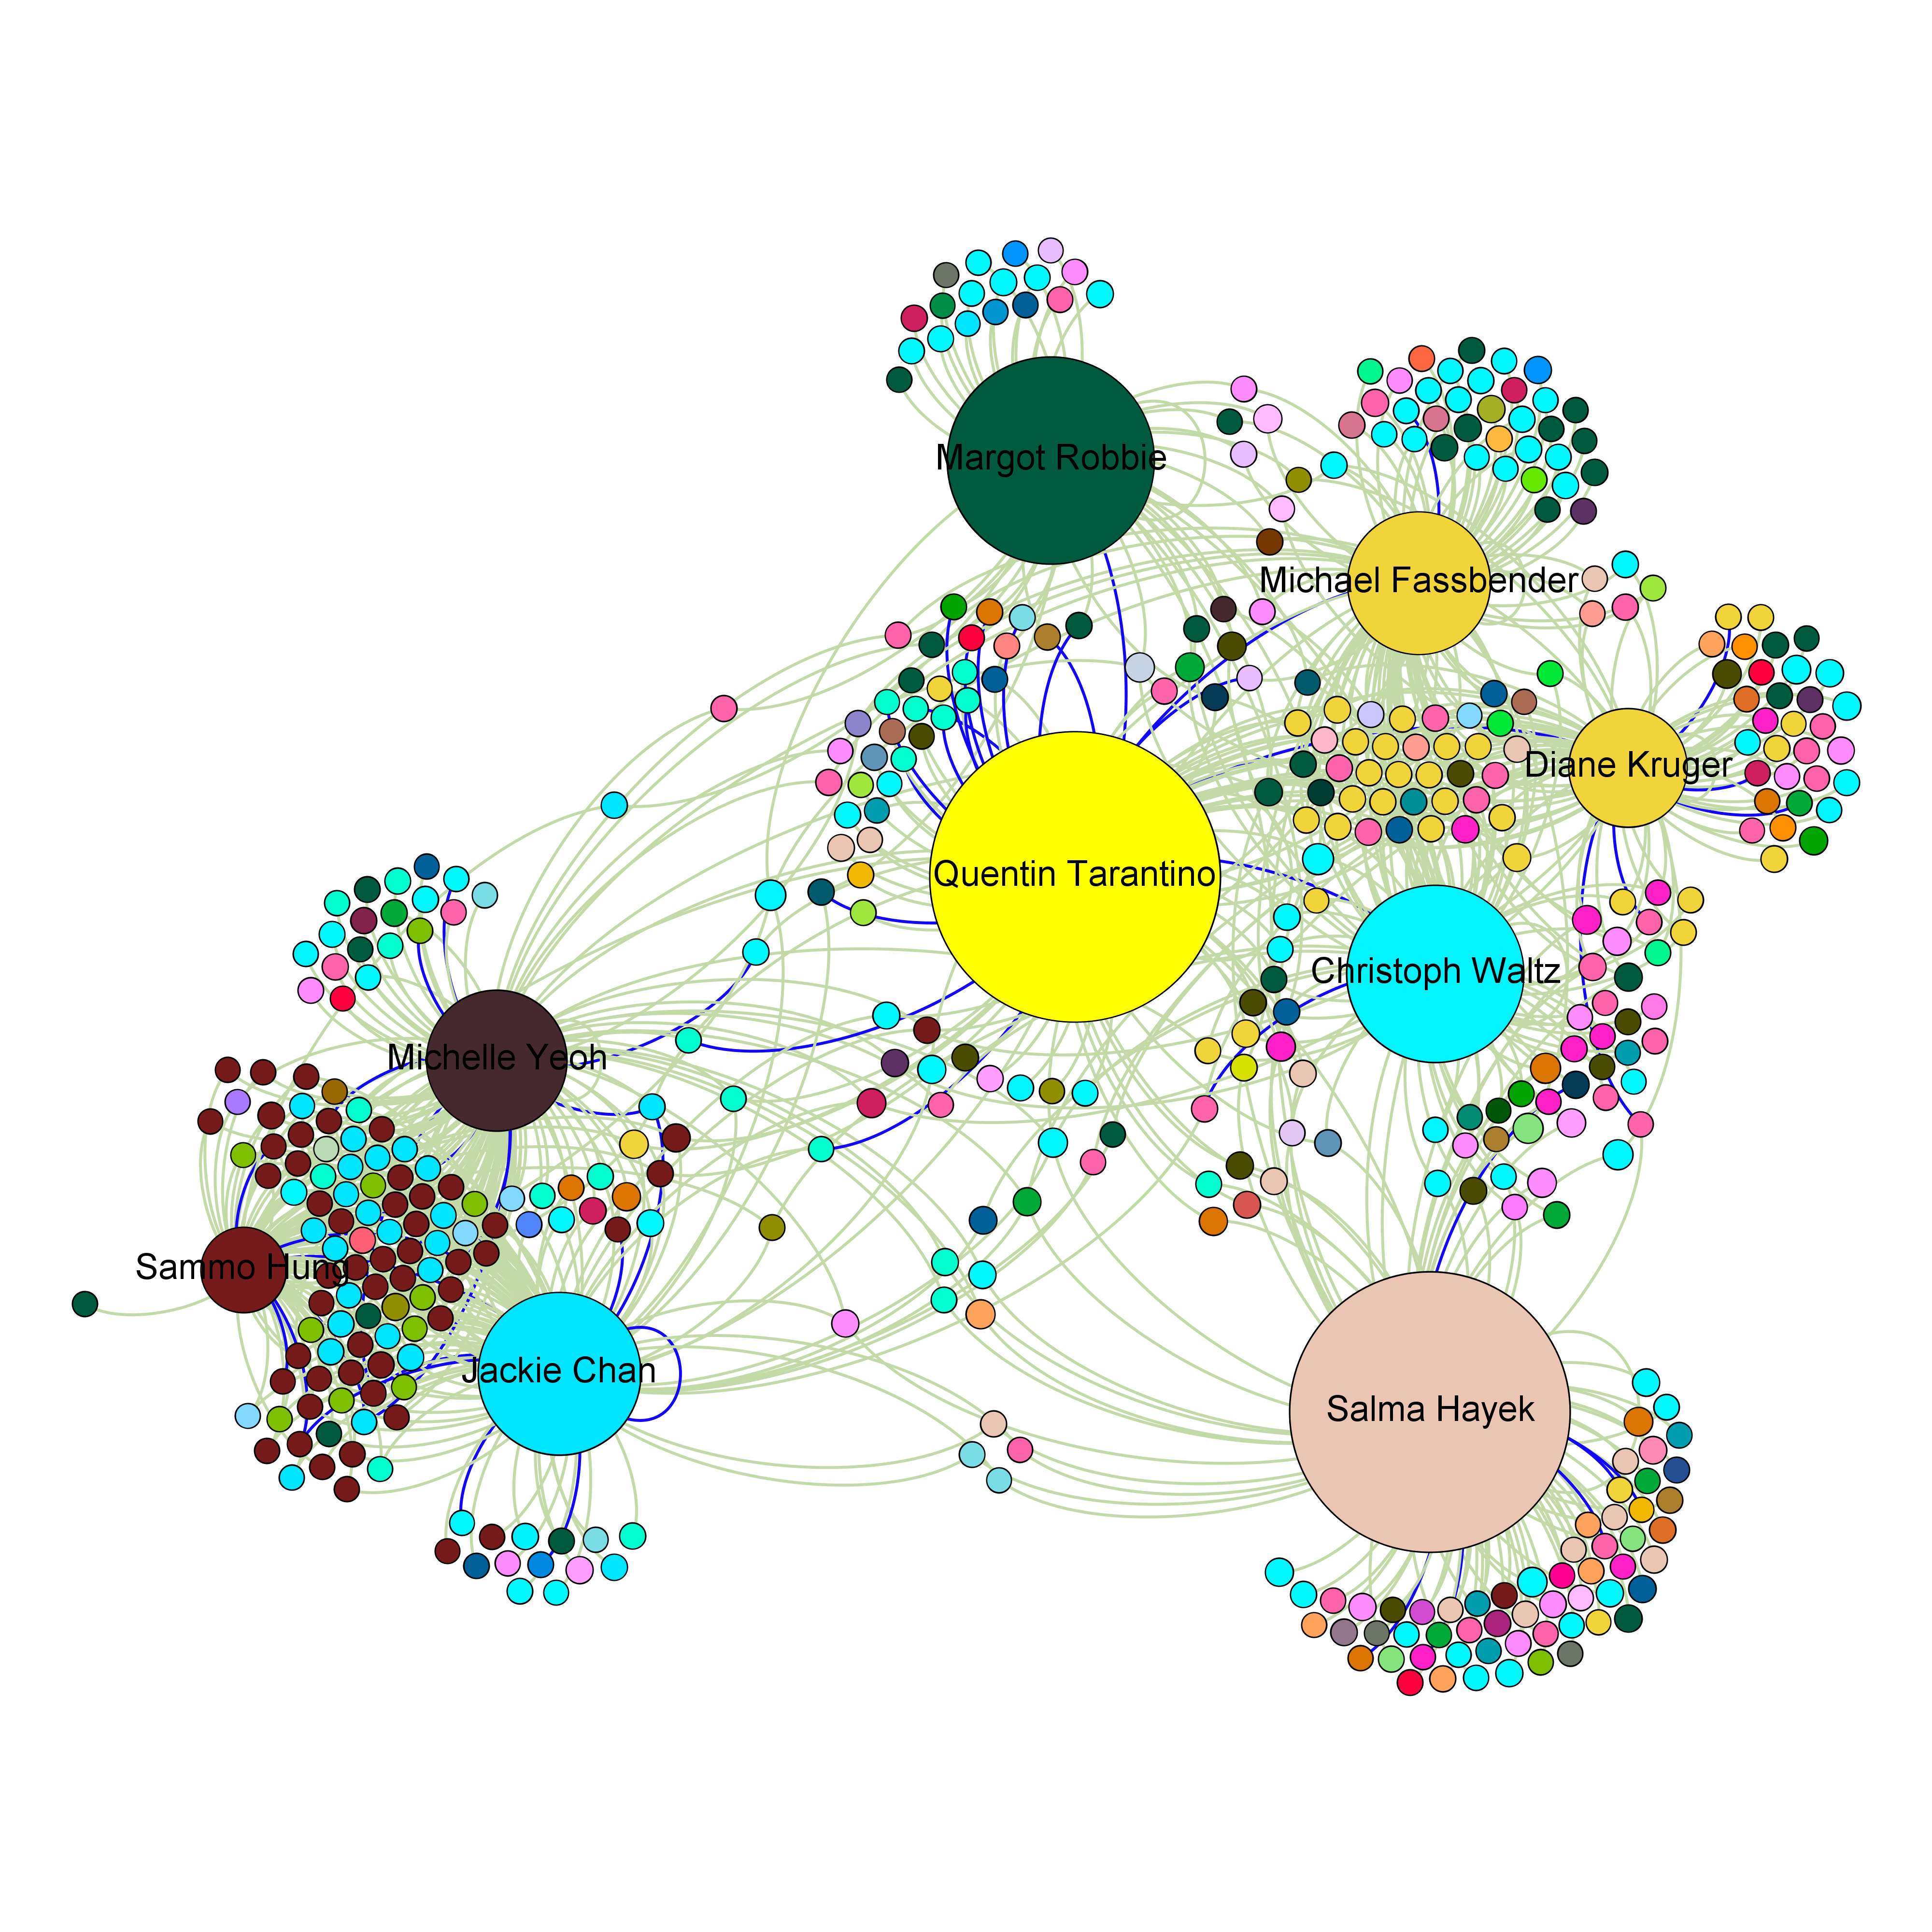 Margot Robbie
Michael Fassbender
Diane Kruger
Quentin Tarantino
Christoph Waltz
Michelle Yeoh
Sammo Hung
Jackie Chan
Salma Hayek